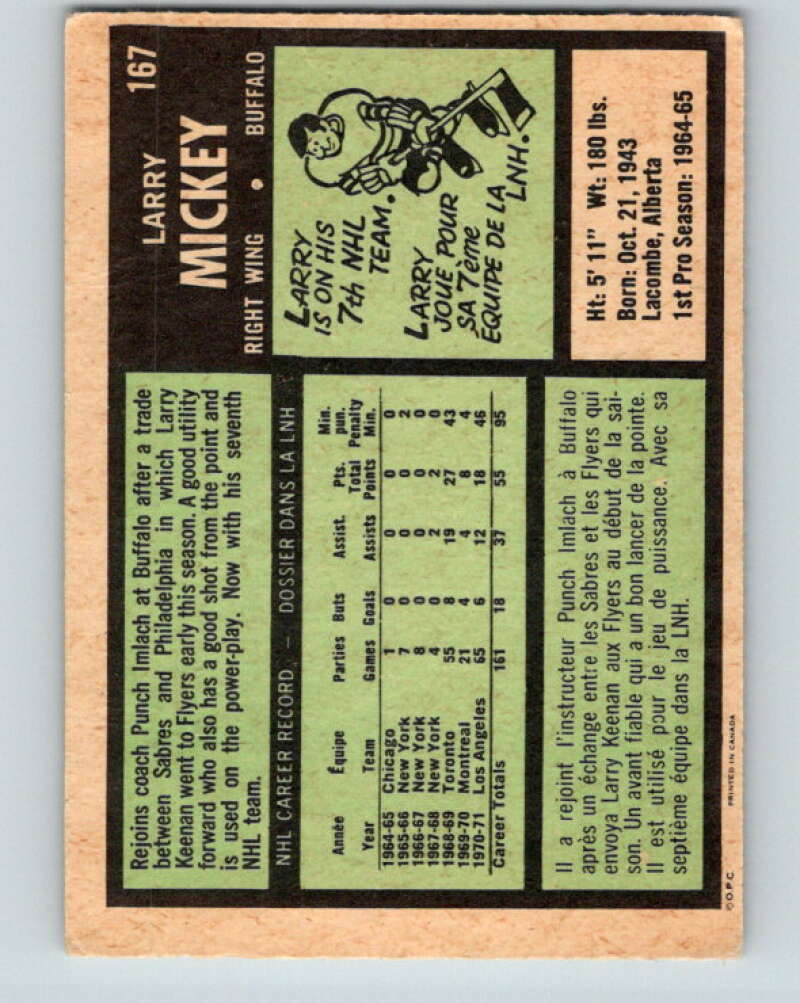 LARRY 167
MICKEY
RIGHT WING • BUFFALO
Rejoins coach Punch Imlach at Buffalo after a trade
between Sabres and Philadelphia in which Larry
Keenan went to Flyers early this season. A good utility
forward who also has a good shot from the point and
is used on the power-play. Now with his seventh
NHL team.
LARRY
IS ON HIS
7th NHL
TEAM.
LARRY
JOUE POUR
SA 7ème
EQUIPE DE LA
LNH.
NHL CAREER RECORD — DOSSIER DANS LA LNH
Année Équipe Parties Buts Assist. Pts. Min.
Total pun.
Year Team Games Goals Assists Points Penalty
Min.
1964-65 Chicago 1 0 0 0 0
1965-66 New York 7 0 0 0 2
1966-67 New York 8 0 0 0 0
1967-68 New York 4 0 2 2 0
1968-69 Toronto 55 8 19 27 43
1969-70 Montreal 21 4 4 8 4
1970-71 Los Angeles 65 6 12 18 46
Career Totals 161 18 37 55 95
Ht: 5' 11" Wt: 180 lbs.
Born: Oct. 21, 1943
Lacombe, Alberta
1st Pro Season: 1964-65
Il a rejoint l'instructeur Punch Imlach à Buffalo
après un échange entre les Sabres et les Flyers qui
envoya Larry Keenan aux Flyers au début de la sai-
son. Un avant fiable qui a un bon lancer de la pointe.
Il est utilisé pour le jeu de puissance. Avec sa
septième équipe dans la LNH.
© O.P.C. PRINTED IN CANADA